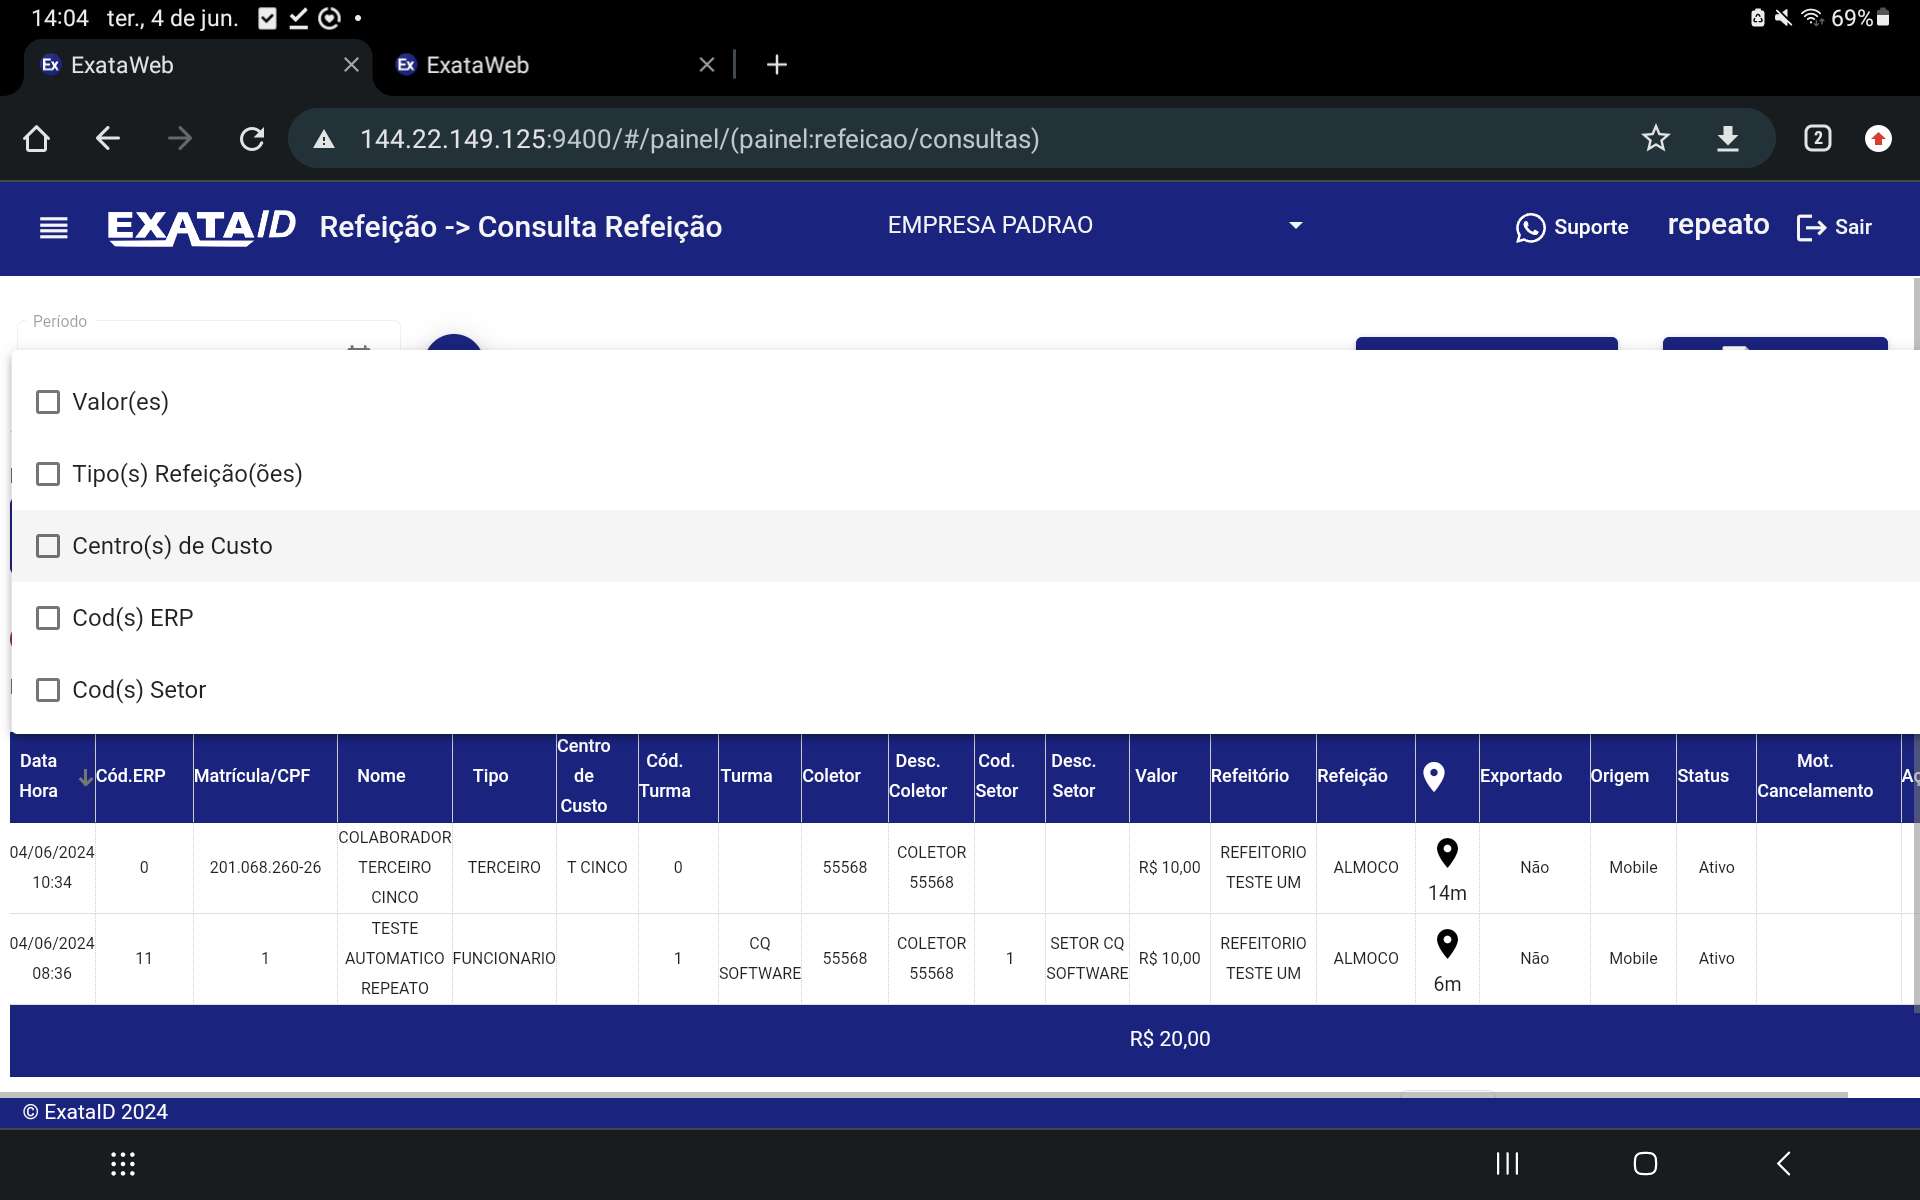 14:04 ter., 4 de jun. 69%
ExataWeb ExataWeb
144.22.149.125:9400/#/painel/(painel:refeicao/consultas) 2
EXATAID Refeição -> Consulta Refeição EMPRESA PADRAO Suporte repeato Sair
Período
Valor(es)
Tipo(s) Refeição(ões)
Centro(s) de Custo
Cod(s) ERP
Cod(s) Setor
Data Hora Cód.ERP Matrícula/CPF Nome Tipo Centro de Custo Cód. Turma Turma Coletor Desc. Coletor Cod. Setor Desc. Setor Valor Refeitório Refeição Exportado Origem Status Mot. Cancelamento
04/06/2024 10:34 0 201.068.260-26 COLABORADOR TERCEIRO CINCO TERCEIRO T CINCO 0 55568 COLETOR 55568 R$ 10,00 REFEITORIO TESTE UM ALMOCO 14m Não Mobile Ativo
04/06/2024 08:36 11 1 TESTE AUTOMATICO REPEATO FUNCIONARIO 1 CQ SOFTWARE 55568 COLETOR 55568 1 SETOR CQ SOFTWARE R$ 10,00 REFEITORIO TESTE UM ALMOCO 6m Não Mobile Ativo
R$ 20,00
© ExataID 2024